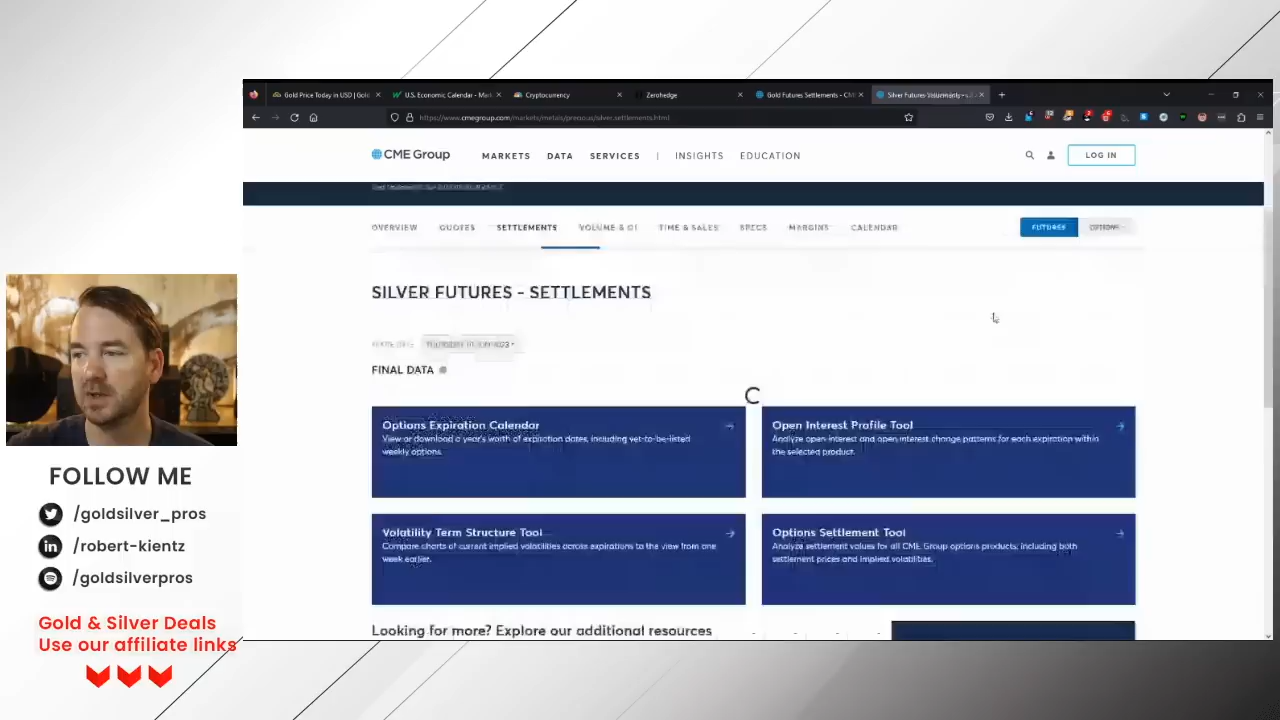 Gold Price Today in USD | Gold
U.S. Economic Calendar - Mark
Cryptocurrency
Zerohedge
Gold Futures Settlements - CME
Silver Futures
https://www.cmegroup.com/markets/metals/precious/silver.settlements.html
CME Group
MARKETS DATA SERVICES | INSIGHTS EDUCATION
LOG IN
OVERVIEW QUOTES SETTLEMENTS VOLUME & OI TIME & SALES SPECS MARGINS CALENDAR
FUTURES OPTIONS
SILVER FUTURES - SETTLEMENTS
FINAL DATA
Options Expiration Calendar
View or download a year's worth of expiration dates, including yet-to-be-listed
weekly options.
Open Interest Profile Tool
Analyze open interest and open interest change patterns for each expiration within
the selected product.
Volatility Term Structure Tool
Compare charts of current implied volatilities across expirations to the view from one
week earlier.
Options Settlement Tool
Analyze settlement values for all CME Group options products, including both
settlement prices and implied volatilities.
Looking for more? Explore our additional resources
FOLLOW ME
/goldsilver_pros
/robert-kientz
/goldsilverpros
Gold & Silver Deals
Use our affiliate links